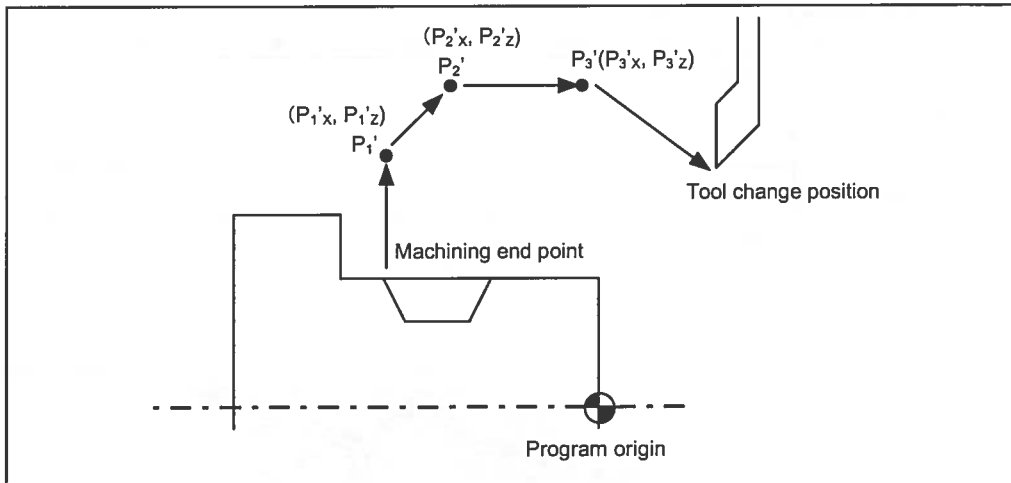 (P₂'x, P₂'z)
P₂'
P₃'(P₃'x, P₃'z)
(P₁'x, P₁'z)
P₁'
Tool change position
Machining end point
Program origin